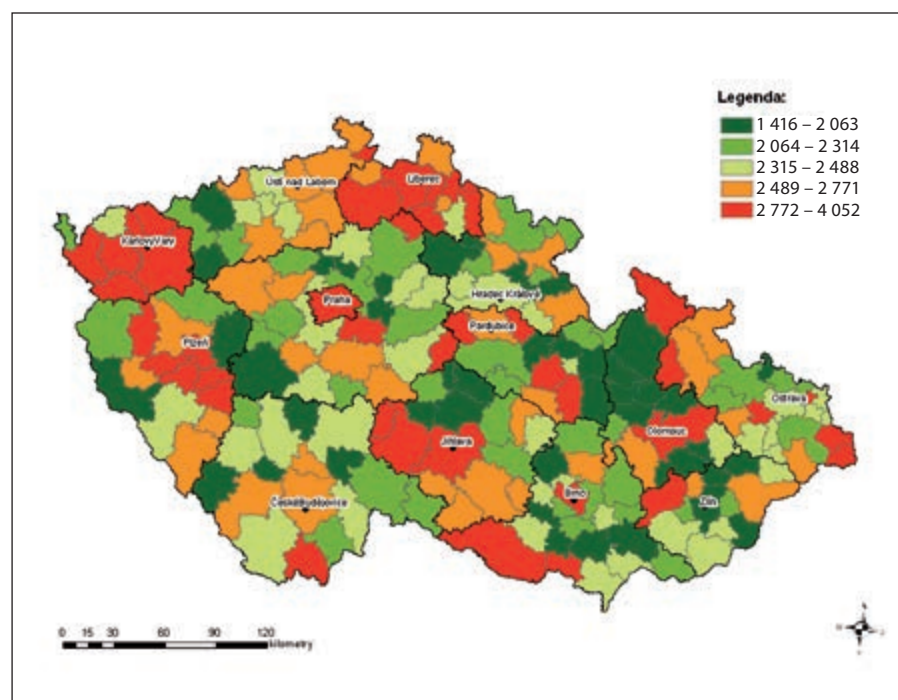 Legenda:
1 416 – 2 063
2 064 – 2 314
2 315 – 2 488
2 489 – 2 771
2 772 – 4 052
Ústí nad Labem
Liberec
Karlovy Vary
Praha
Hradec Králové
Pardubice
Plzeň
Ostrava
Olomouc
Jihlava
Brno
Zlín
České Budějovice
0 15 30 60 90 120
kilometry